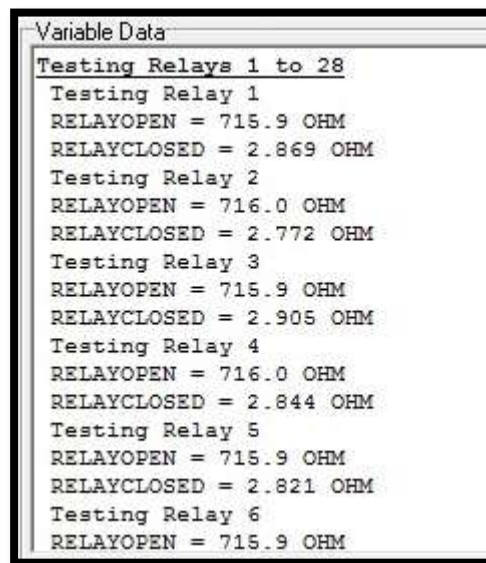 Variable Data
Testing Relays 1 to 28
Testing Relay 1
RELAYOPEN = 715.9 OHM
RELAYCLOSED = 2.869 OHM
Testing Relay 2
RELAYOPEN = 716.0 OHM
RELAYCLOSED = 2.772 OHM
Testing Relay 3
RELAYOPEN = 715.9 OHM
RELAYCLOSED = 2.905 OHM
Testing Relay 4
RELAYOPEN = 716.0 OHM
RELAYCLOSED = 2.844 OHM
Testing Relay 5
RELAYOPEN = 715.9 OHM
RELAYCLOSED = 2.821 OHM
Testing Relay 6
RELAYOPEN = 715.9 OHM